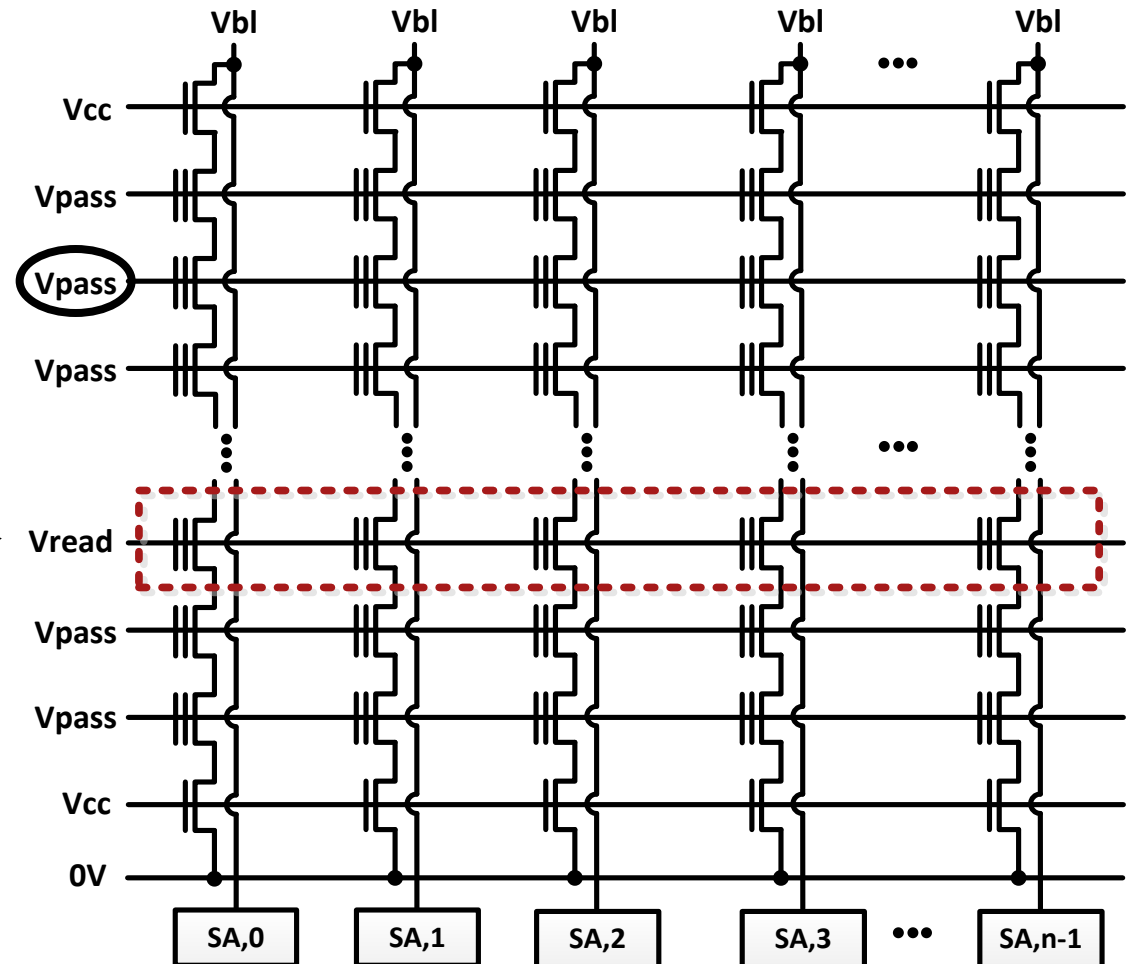 Vbl Vbl Vbl Vbl ••• Vbl
Vcc
Vpass
Vpass
Vpass
•••
Vread
Vpass
Vpass
Vcc
0V
SA,0 SA,1 SA,2 SA,3 ••• SA,n-1